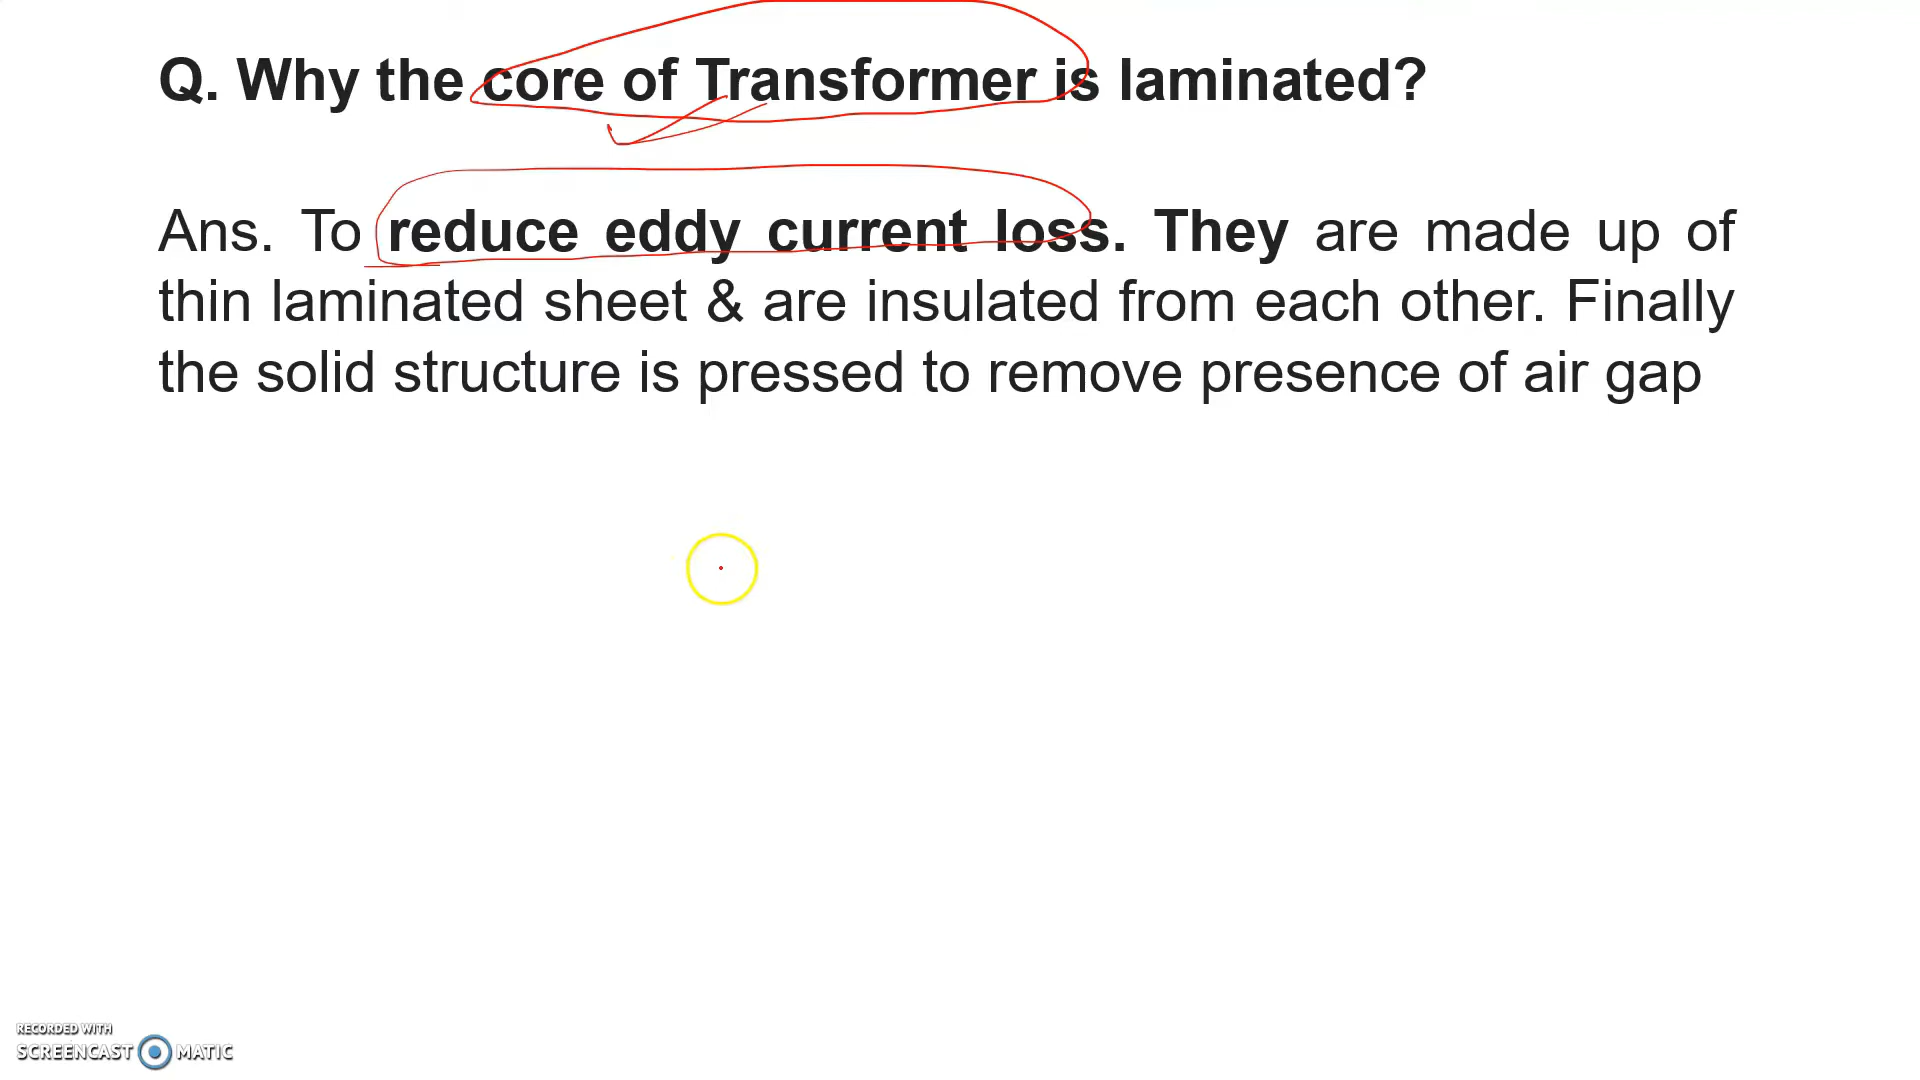 Q. Why the core of Transformer is laminated?
Ans. To reduce eddy current loss. They are made up of
thin laminated sheet & are insulated from each other. Finally
the solid structure is pressed to remove presence of air gap
RECORDED WITH
SCREENCAST MATIC